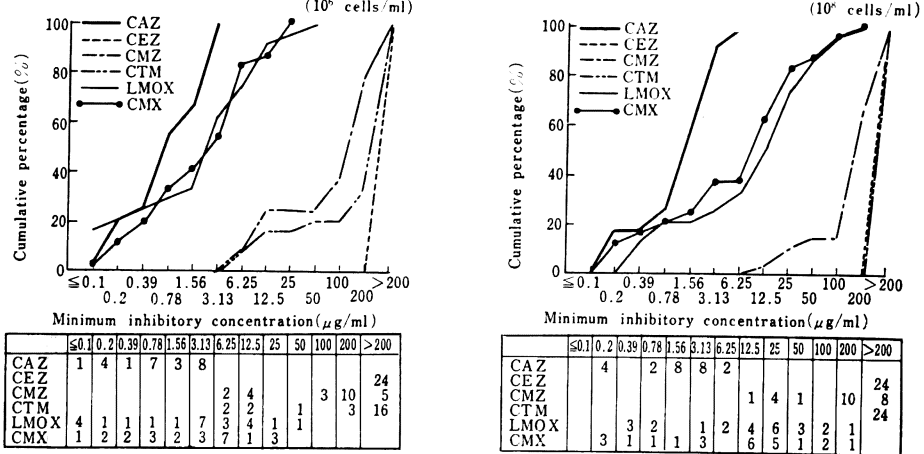 (10⁶ cells/ml)
CAZ
CEZ
CMZ
CTM
LMOX
CMX
Cumulative percentage(%)
100
80
60
40
20
0
≦0.1 0.39 1.56 6.25 25 100 >200
0.2 0.78 3.13 12.5 50 200
Minimum inhibitory concentration(μg/ml)
≦0.1 0.2 0.39 0.78 1.56 3.13 6.25 12.5 25 50 100 200 >200
CAZ 1 4 1 7 3 8
CEZ 24
CMZ 2 4 3 10 5
CTM 2 2 1 3 16
LMOX 4 1 1 1 1 7 3 4 1 1
CMX 1 2 2 3 2 3 7 1 3
(10⁸ cells/ml)
CAZ
CEZ
CMZ
CTM
LMOX
CMX
Cumulative percentage(%)
100
80
60
40
20
0
≦0.1 0.39 1.56 6.25 25 100 >200
0.2 0.78 3.13 12.5 50 200
Minimum inhibitory concentration(μg/ml)
≦0.1 0.2 0.39 0.78 1.56 3.13 6.25 12.5 25 50 100 200 >200
CAZ 4 2 8 8 2
CEZ 24
CMZ 1 4 1 10 8
CTM 24
LMOX 3 2 1 2 4 6 3 2 1
CMX 3 1 1 1 3 6 5 1 2 1